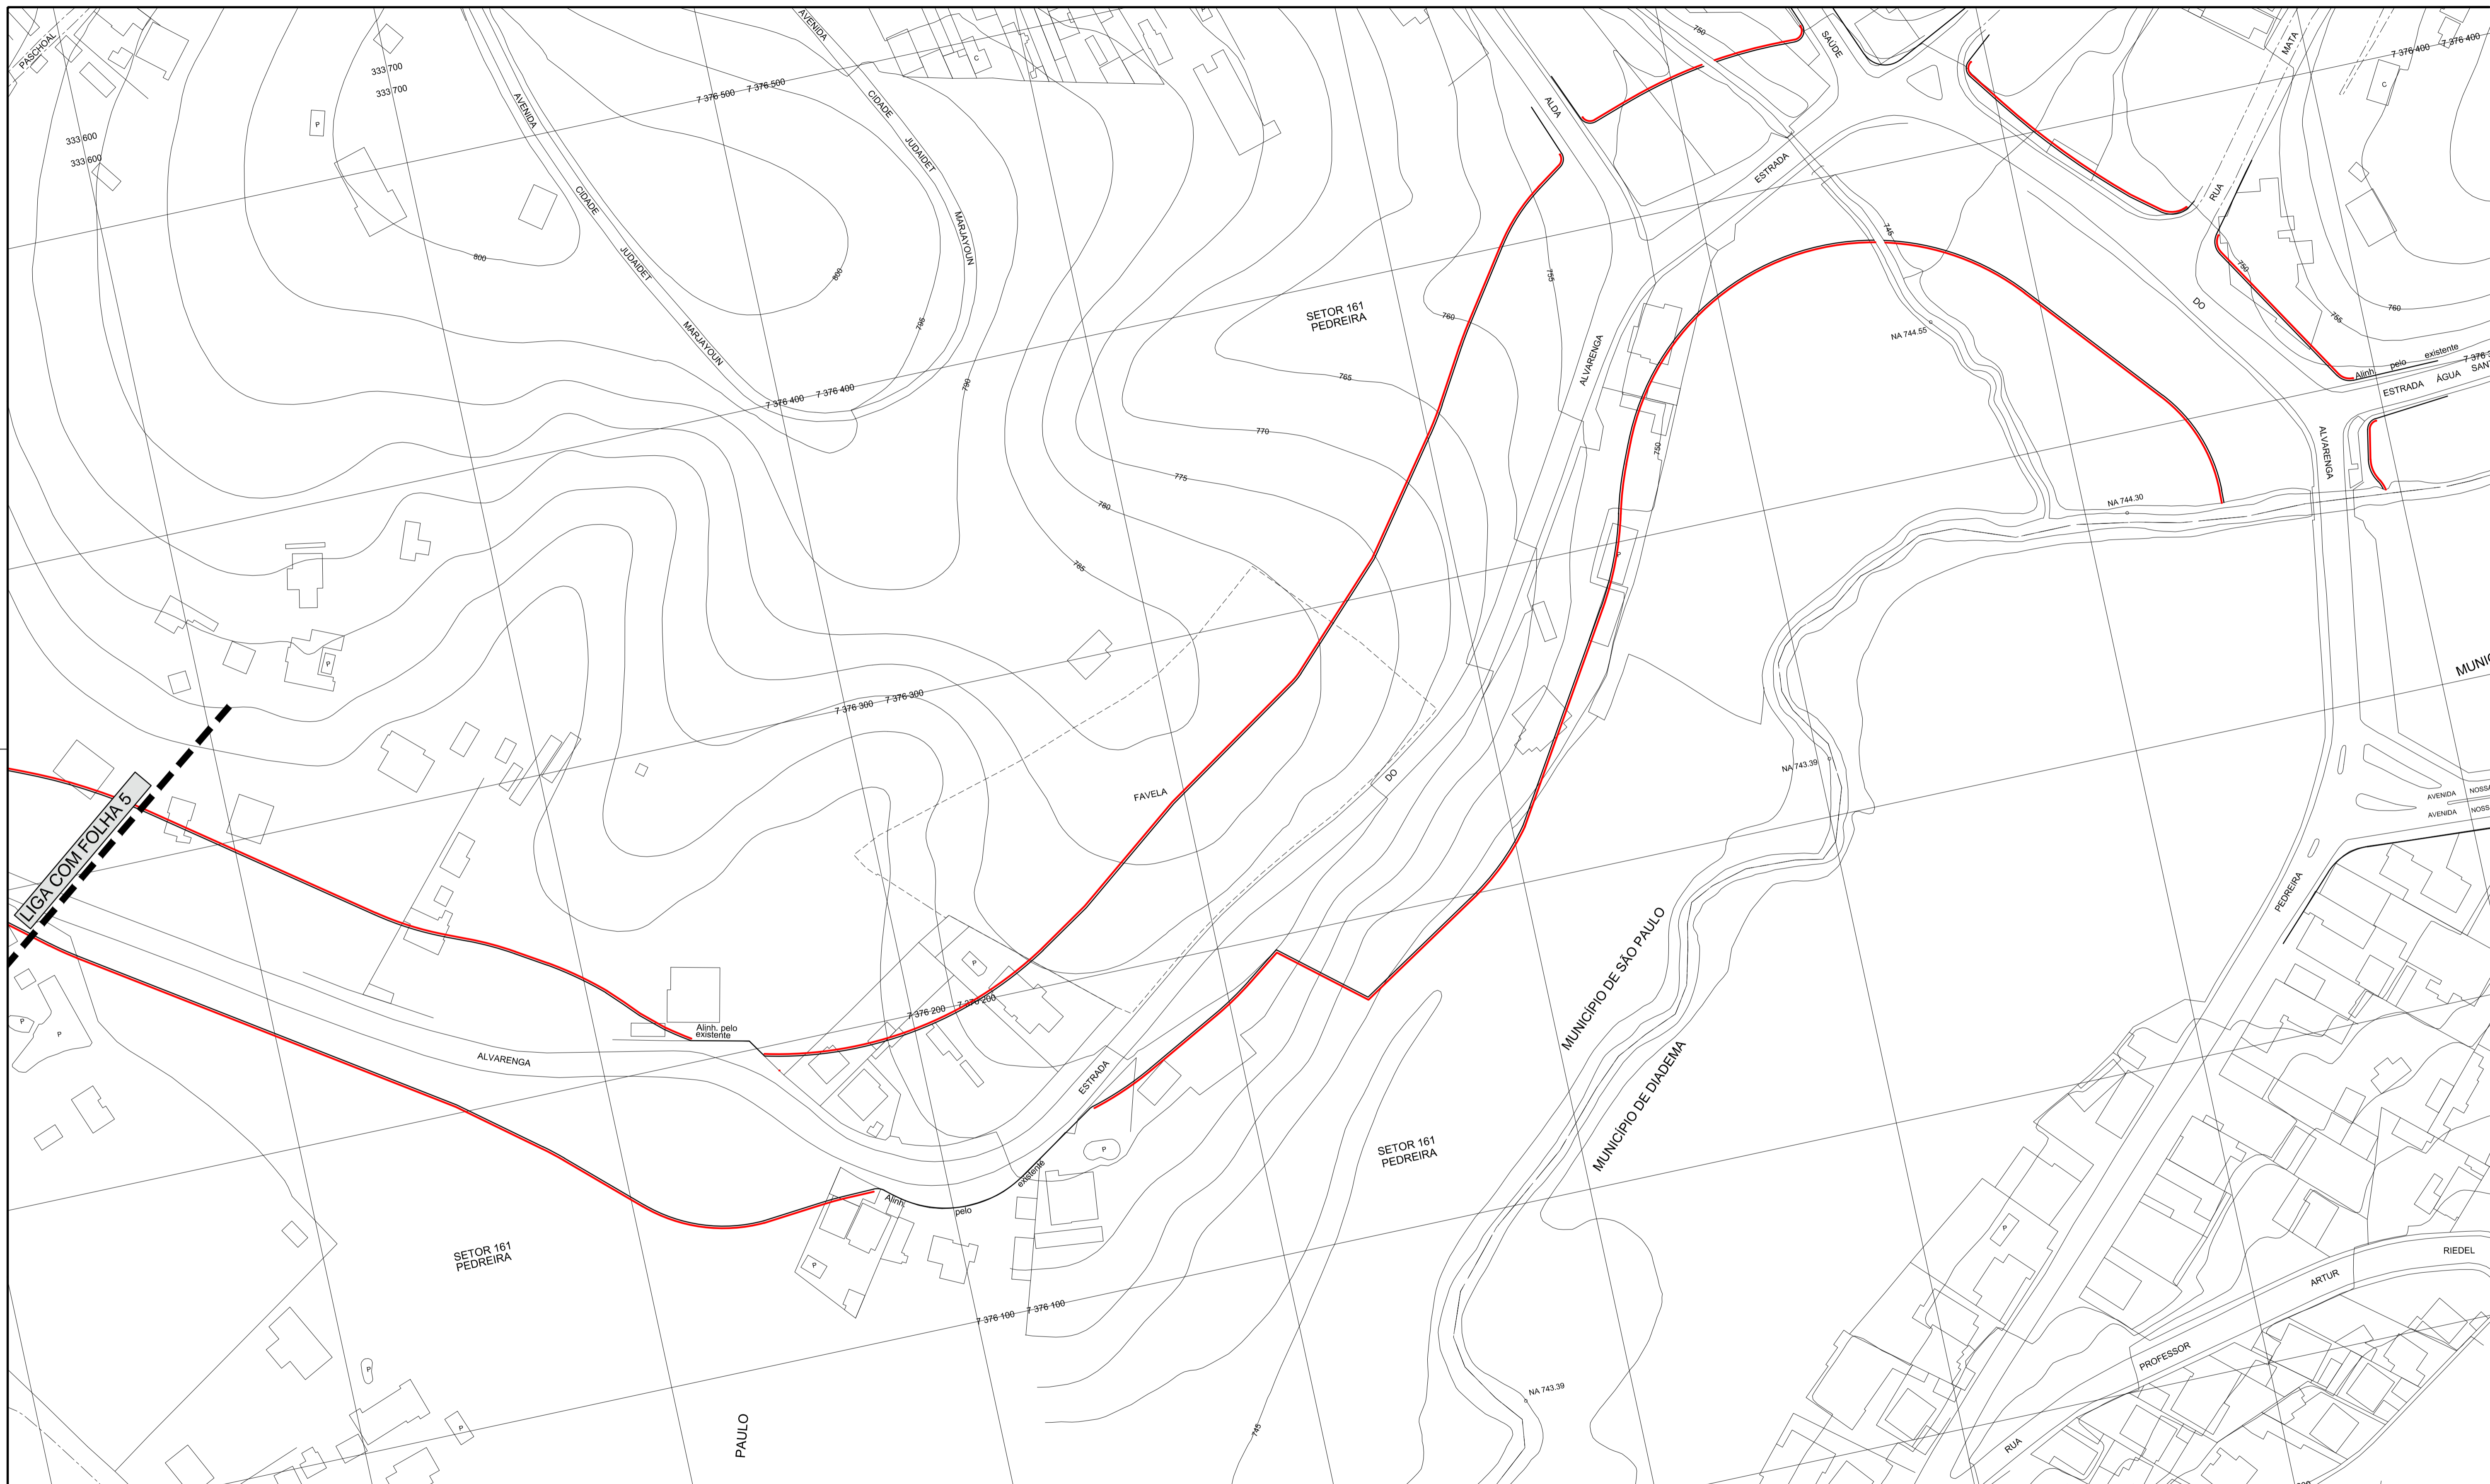 PASCHOAL
333 700
333 700
333 600
333 600
AVENIDA
CIDADE
JUDAIDET
MARJAYOUN
AVENIDA
CIDADE
JUDAIDET
MARJAYOUN
7 376 500 7 376 500
C
P
800
800
795
790
7 376 400 7 376 400
ALDA
SAÚDE
750
ESTRADA
745
MATA
RUA
7 376 400 7 376 400
C
750
755
760
DO
Alinh. pelo existente
ESTRADA ÁGUA
ALVARENGA
NA 744.55
NA 744.30
SETOR 161
PEDREIRA
755
760
765
770
775
780
785
ALVARENGA
750
P
P
7 376 300 7 376 300
FAVELA
DO
NA 743.39
AVENIDA
AVENIDA
PEDREIRA
LIGA COM FOLHA 5
P
P
P
7 376 200 7 376 200
Alinh. pelo
existente
ALVARENGA
ESTRADA
MUNICÍPIO DE SÃO PAULO
MUNICÍPIO DE DIADEMA
P
existente
Alinh.
pelo
P
SETOR 161
PEDREIRA
SETOR 161
PEDREIRA
7 376 100 7 376 100
P
P
P
PAULO
745
NA 743.39
RUA
PROFESSOR
ARTUR
RIEDEL